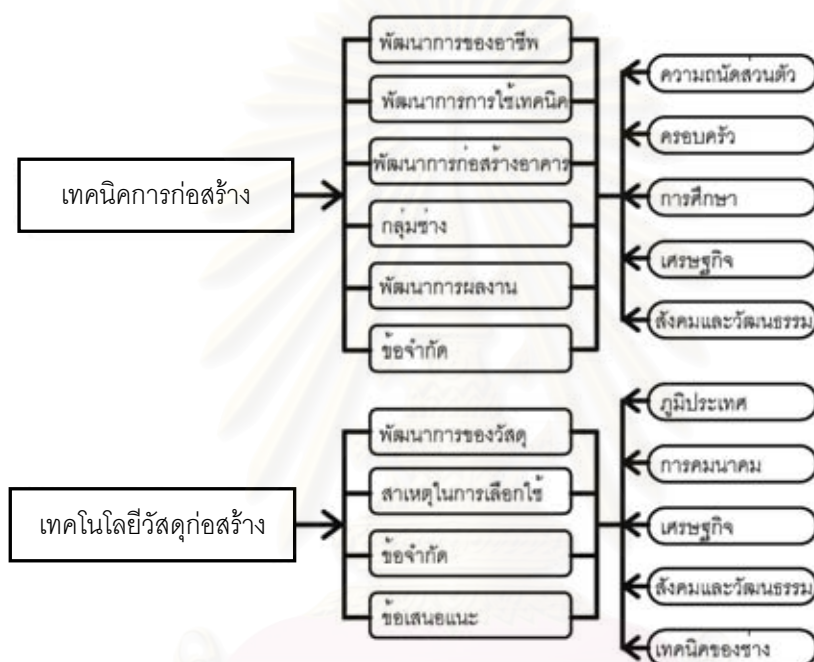 เทคนิคการก่อสร้าง
พัฒนาการของอาชีพ
พัฒนาการการใช้เทคนิค
พัฒนาการก่อสร้างอาคาร
กลุ่มช่าง
พัฒนาการผลงาน
ข้อจำกัด
ความถนัดส่วนตัว
ครอบครัว
การศึกษา
เศรษฐกิจ
สังคมและวัฒนธรรม
เทคโนโลยีวัสดุก่อสร้าง
พัฒนาการของวัสดุ
สาเหตุในการเลือกใช้
ข้อจำกัด
ข้อเสนอแนะ
ภูมิประเทศ
การคมนาคม
เศรษฐกิจ
สังคมและวัฒนธรรม
เทคนิคของช่าง